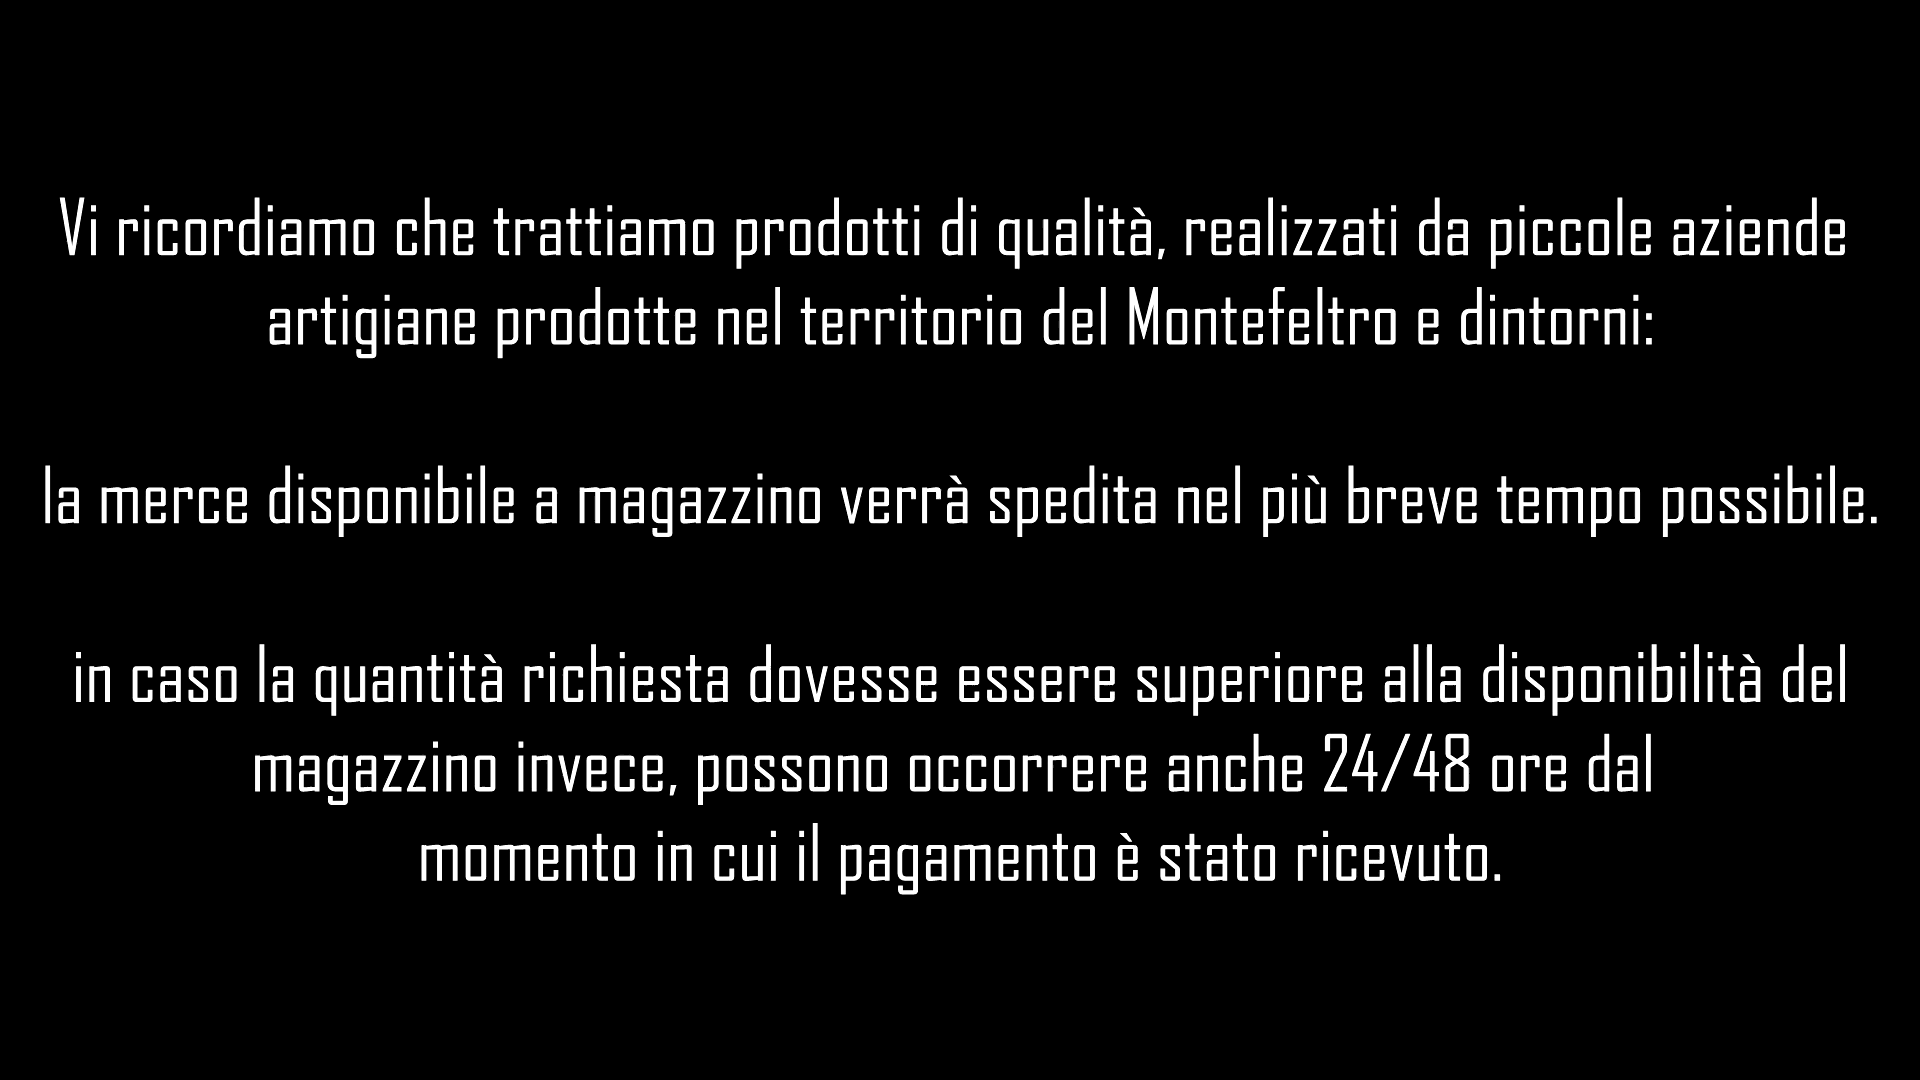 Vi ricordiamo che trattiamo prodotti di qualità, realizzati da piccole aziende
artigiane prodotte nel territorio del Montefeltro e dintorni:
la merce disponibile a magazzino verrà spedita nel più breve tempo possibile.
in caso la quantità richiesta dovesse essere superiore alla disponibilità del
magazzino invece, possono occorrere anche 24/48 ore dal
momento in cui il pagamento è stato ricevuto.